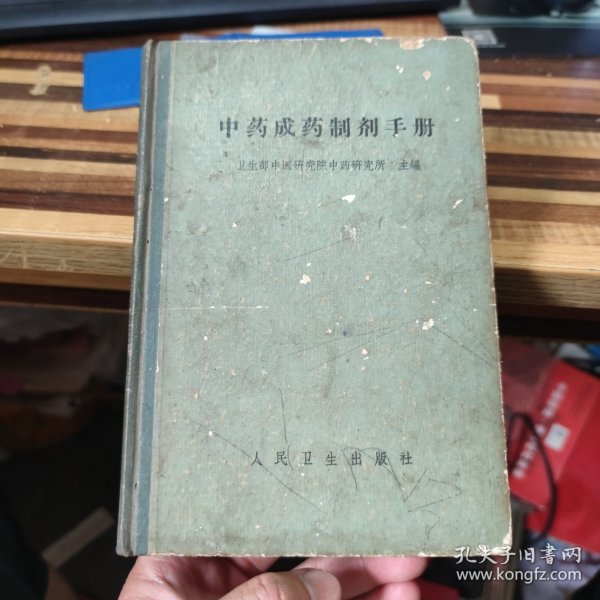 中药成药制剂手册
卫生部中医研究院中药研究所 主编
人民卫生出版社
孔夫子旧书网
www.kongfz.com